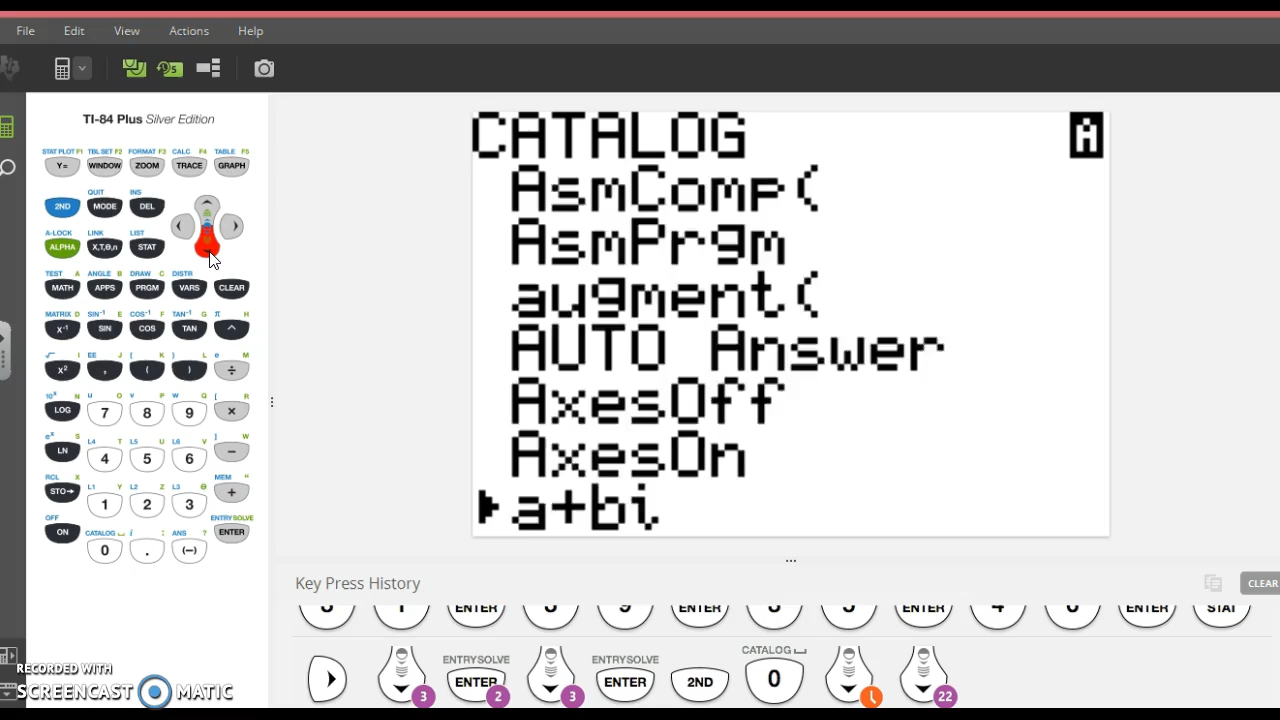 File Edit View Actions Help
TI-84 Plus Silver Edition
STAT PLOT F1 TBL SET F2 FORMAT F3 CALC F4 TABLE F5
Y= WINDOW ZOOM TRACE GRAPH
QUIT INS
2ND MODE DEL
A-LOCK LINK LIST
ALPHA X,T,θ,n STAT
TEST A ANGLE B DRAW C DISTR
MATH APPS PRGM VARS CLEAR
MATRIX D SIN⁻¹ E COS⁻¹ F TAN⁻¹ G π H
X⁻¹ SIN COS TAN ^
√‾ I EE J { K } L e M
X² , ( ) ÷
10ˣ N u O v P w Q [ R
LOG 7 8 9 ×
eˣ S L4 T L5 U L6 V ] W
LN 4 5 6 −
RCL X L1 Y L2 Z L3 θ MEM "
STO→ 1 2 3 +
OFF CATALOG i : ANS ? ENTRY SOLVE
ON 0 . (−) ENTER
CATALOG A
AsmComp(
AsmPrgm
augment(
AUTO Answer
AxesOff
AxesOn
a+bi
Key Press History CLEAR
ENTER ENTER ENTER ENTER STAT
ENTRY SOLVE ENTRY SOLVE CATALOG
3 ENTER 2 3 ENTER 2ND 0 22
RECORDED WITH
SCREENCAST MATIC